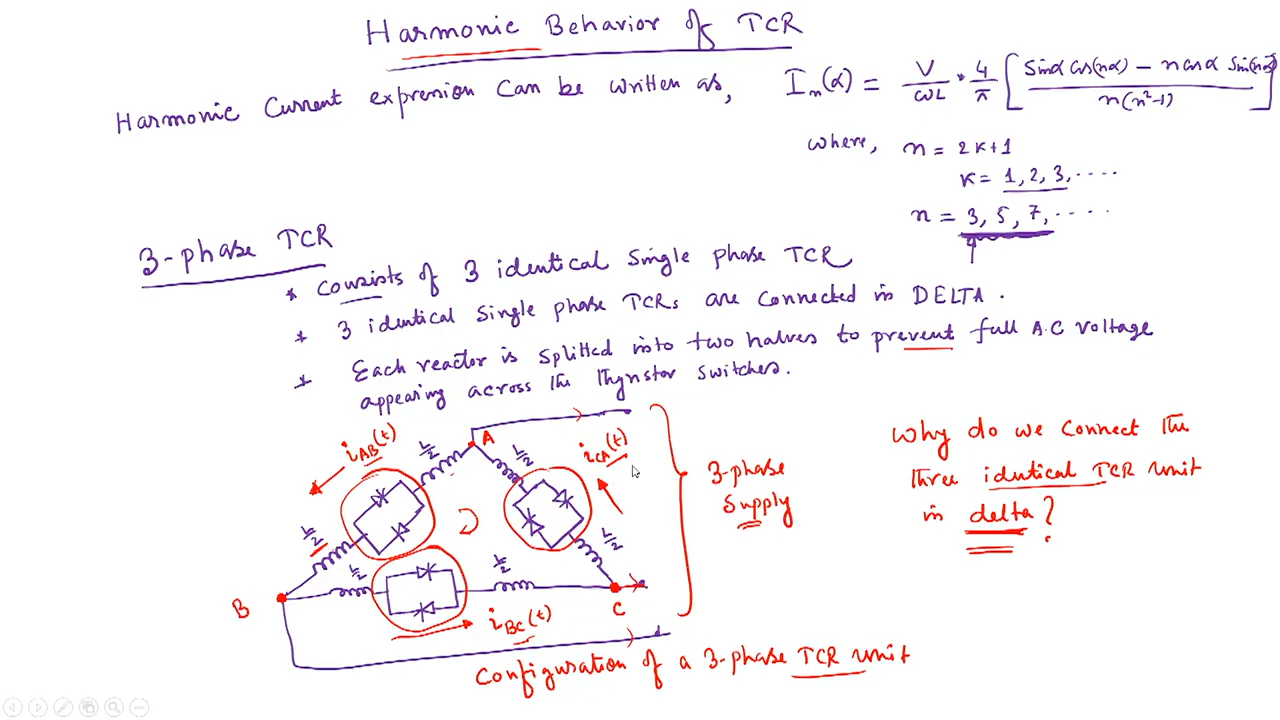 Harmonic Behavior of TCR
Harmonic Current expression can be written as, Iₙ(α) = V/ωL * 4/π [ (Sinα Cos(nα) − n Cosα Sin(nα)) / n(n²−1) ]
where, n = 2K+1
K = 1, 2, 3, ....
n = 3, 5, 7, ....
3-phase TCR
* Consists of 3 identical Single phase TCR
* 3 identical Single phase TCRs are connected in DELTA.
* Each reactor is splitted into two halves to prevent full A.C voltage
appearing across the thyristor switches.
A
i_AB(t)
L/2
L/2
i_CA(t)
3-phase
Supply
L/2
L/2
L/2
L/2
B
C
i_BC(t)
Configuration of a 3-phase TCR unit
Why do we connect the
three identical TCR unit
in delta?